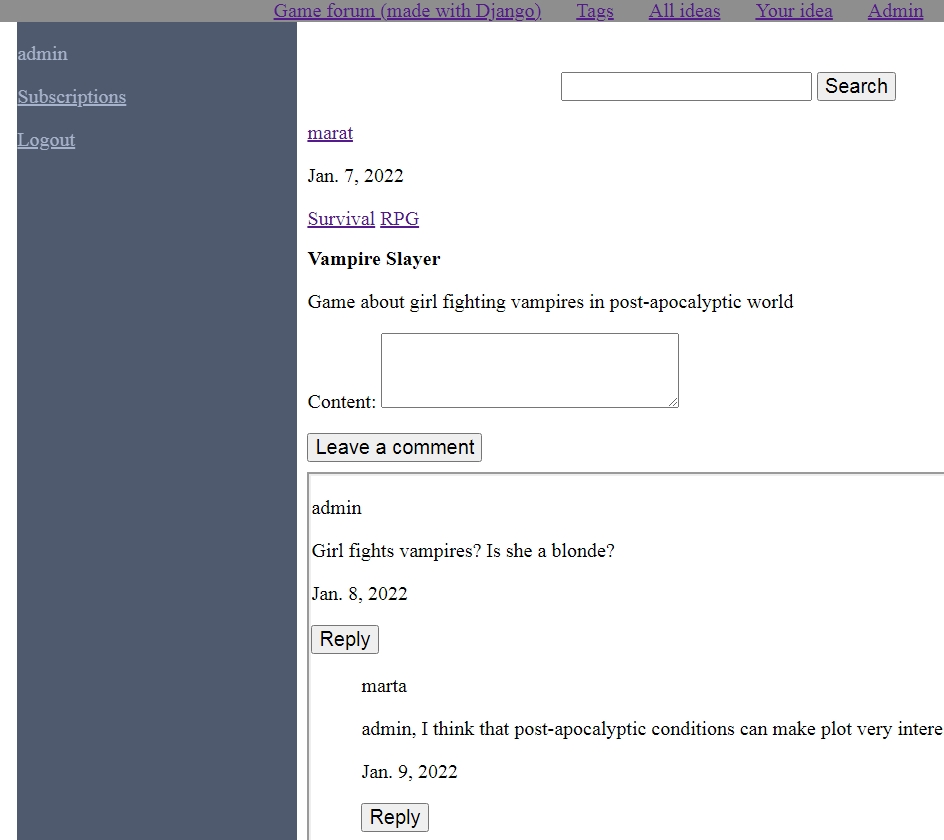 Game forum (made with Django) Tags All ideas Your idea Admin
admin
Subscriptions
Logout
Search
marat
Jan. 7, 2022
Survival RPG
Vampire Slayer
Game about girl fighting vampires in post-apocalyptic world
Content:
Leave a comment
admin
Girl fights vampires? Is she a blonde?
Jan. 8, 2022
Reply
marta
admin, I think that post-apocalyptic conditions can make plot very intere
Jan. 9, 2022
Reply